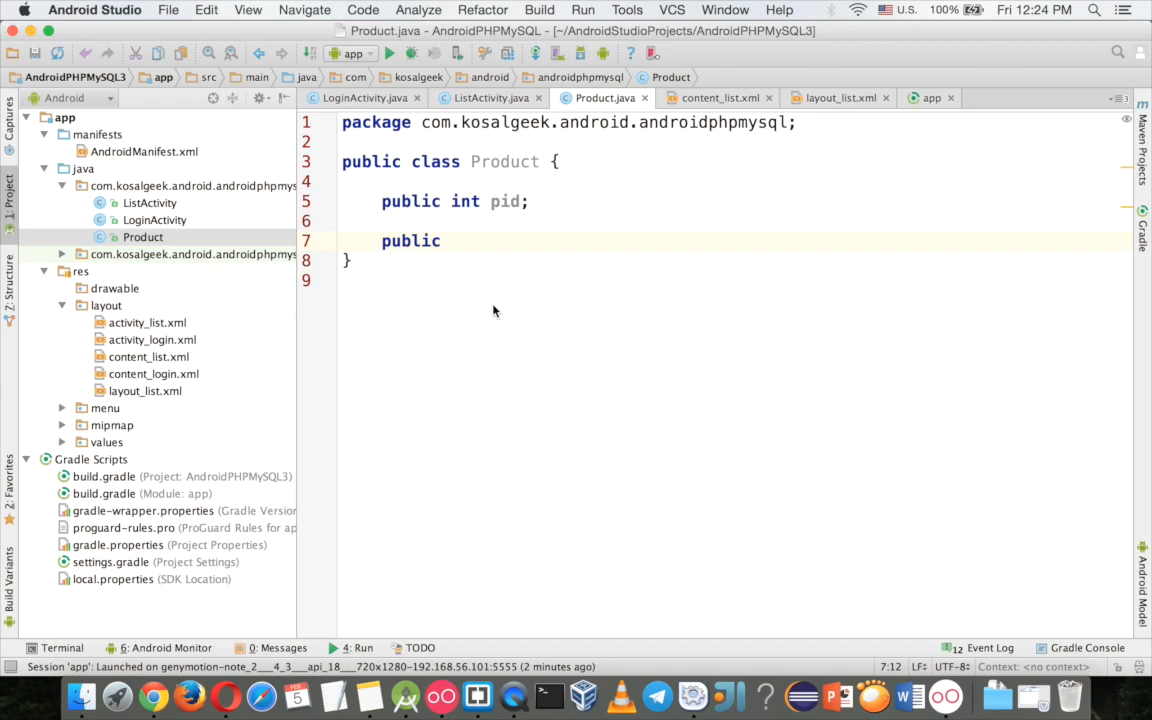 Android Studio File Edit View Navigate Code Analyze Refactor Build Run Tools VCS Window Help U.S. 100% Fri 12:24 PM
Product.java - AndroidPHPMySQL - [~/AndroidStudioProjects/AndroidPHPMySQL3]
app
AndroidPHPMySQL3 app src main java com kosalgeek android androidphpmysql Product
Android
LoginActivity.java ListActivity.java Product.java content_list.xml layout_list.xml app
Captures
1: Project
7: Structure
2: Favorites
Build Variants
app
manifests
AndroidManifest.xml
java
com.kosalgeek.android.androidphpmys
ListActivity
LoginActivity
Product
com.kosalgeek.android.androidphpmys
res
drawable
layout
activity_list.xml
activity_login.xml
content_list.xml
content_login.xml
layout_list.xml
menu
mipmap
values
Gradle Scripts
build.gradle (Project: AndroidPHPMySQL3)
build.gradle (Module: app)
gradle-wrapper.properties (Gradle Version
proguard-rules.pro (ProGuard Rules for ap
gradle.properties (Project Properties)
settings.gradle (Project Settings)
local.properties (SDK Location)
1 package com.kosalgeek.android.androidphpmysql;
2
3 public class Product {
4
5 public int pid;
6
7 public
8 }
9
Maven Projects
Gradle
Android Model
Terminal 6: Android Monitor 0: Messages 4: Run TODO 12 Event Log Gradle Console
Session 'app': Launched on genymotion-note_2___4_3___api_18___720x1280-192.168.56.101:5555 (2 minutes ago) 7:12 LF÷ UTF-8÷ Context: <no context>
FEB
5